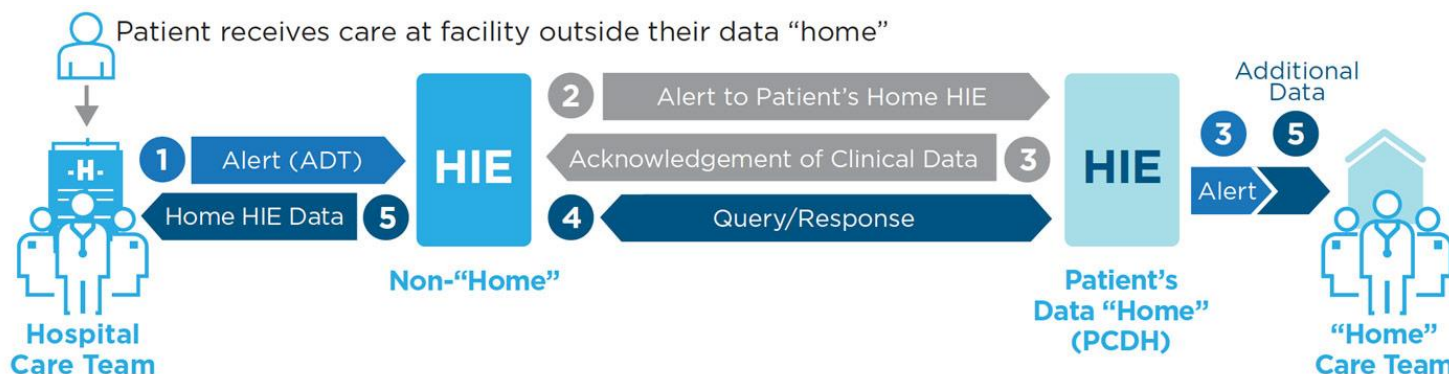 Patient receives care at facility outside their data “home”
-H-
1 Alert (ADT)
Home HIE Data 5
Hospital
Care Team
HIE
Non-“Home”
2 Alert to Patient’s Home HIE
Acknowledgement of Clinical Data 3
4 Query/Response
HIE
Patient’s
Data “Home”
(PCDH)
Additional
Data
3 5
Alert
“Home”
Care Team